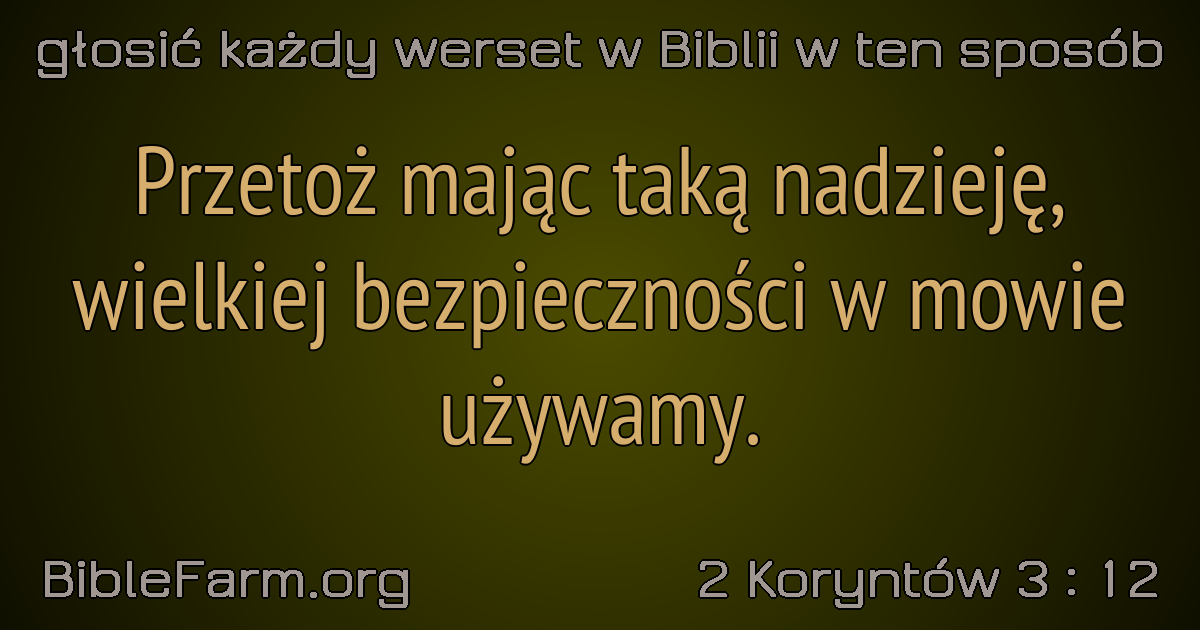 głosić każdy werset w Biblii w ten sposób
Przetoż mając taką nadzieję,
wielkiej bezpieczności w mowie
używamy.
BibleFarm.org
2 Koryntów 3 : 12